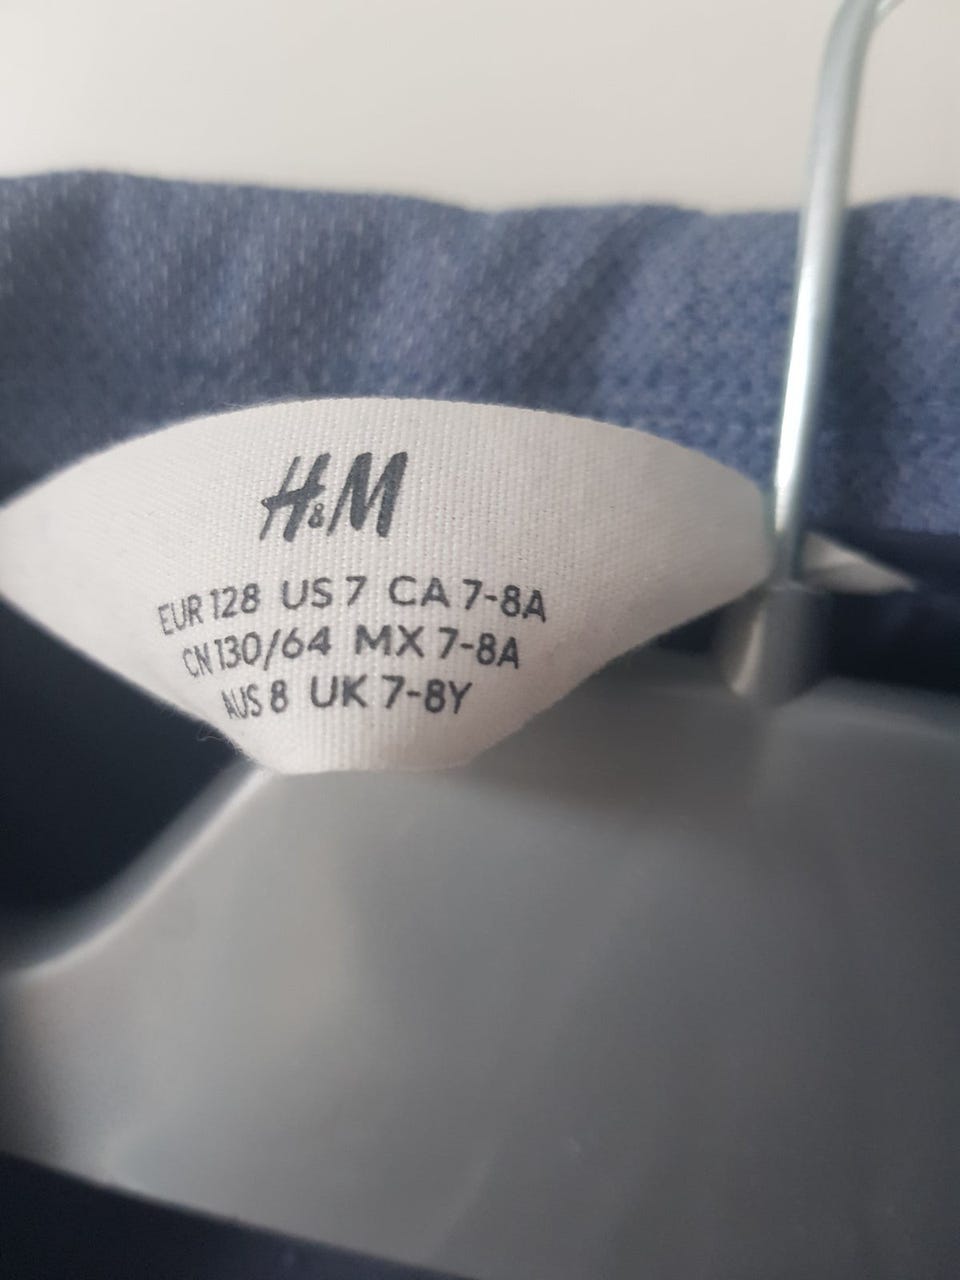 H&M
EUR 128 US 7 CA 7-8A
CN 130/64 MX 7-8A
AUS 8 UK 7-8Y